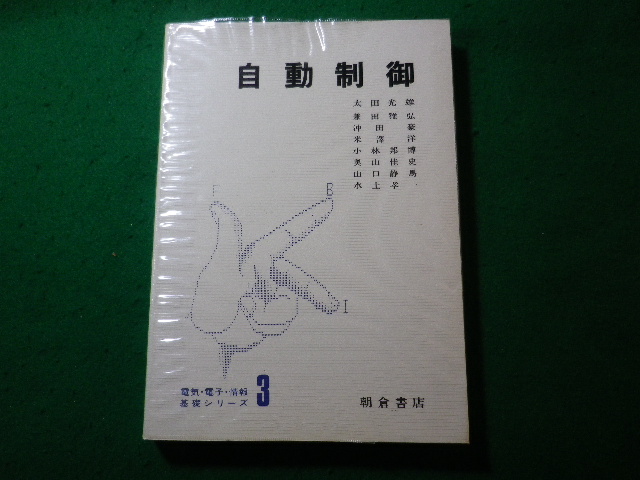 自動制御
太田光雄
兼田雅弘
沖田豪
米澤洋
小林邦博
奥山佳史
山口静馬
水上孝一
F
B
I
電気・電子・情報
基礎シリーズ 3
朝倉書店